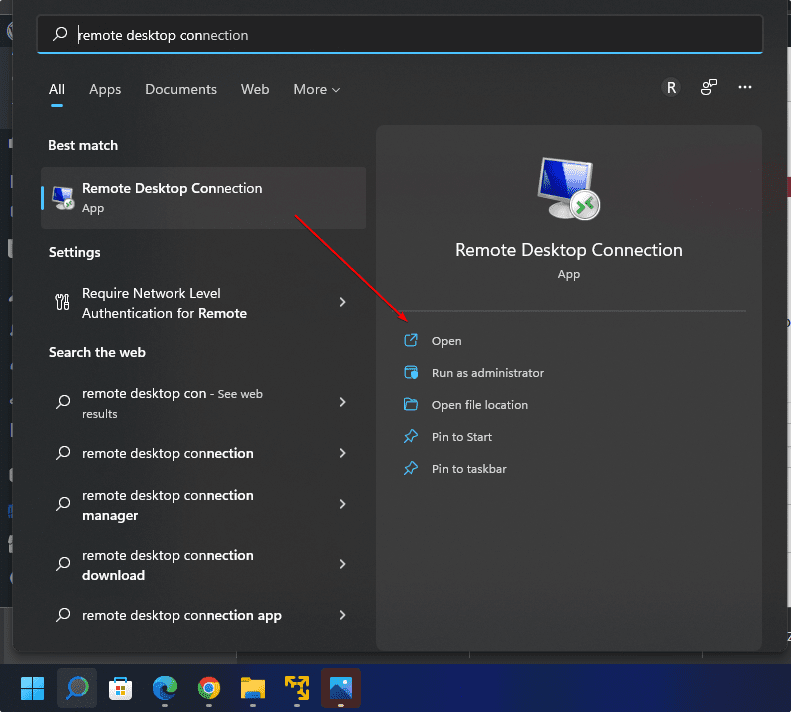 remote desktop connection
All Apps Documents Web More
R
Best match
Remote Desktop Connection
App
Settings
Require Network Level
Authentication for Remote
Search the web
remote desktop con - See web
results
remote desktop connection
remote desktop connection
manager
remote desktop connection
download
remote desktop connection app
Remote Desktop Connection
App
Open
Run as administrator
Open file location
Pin to Start
Pin to taskbar